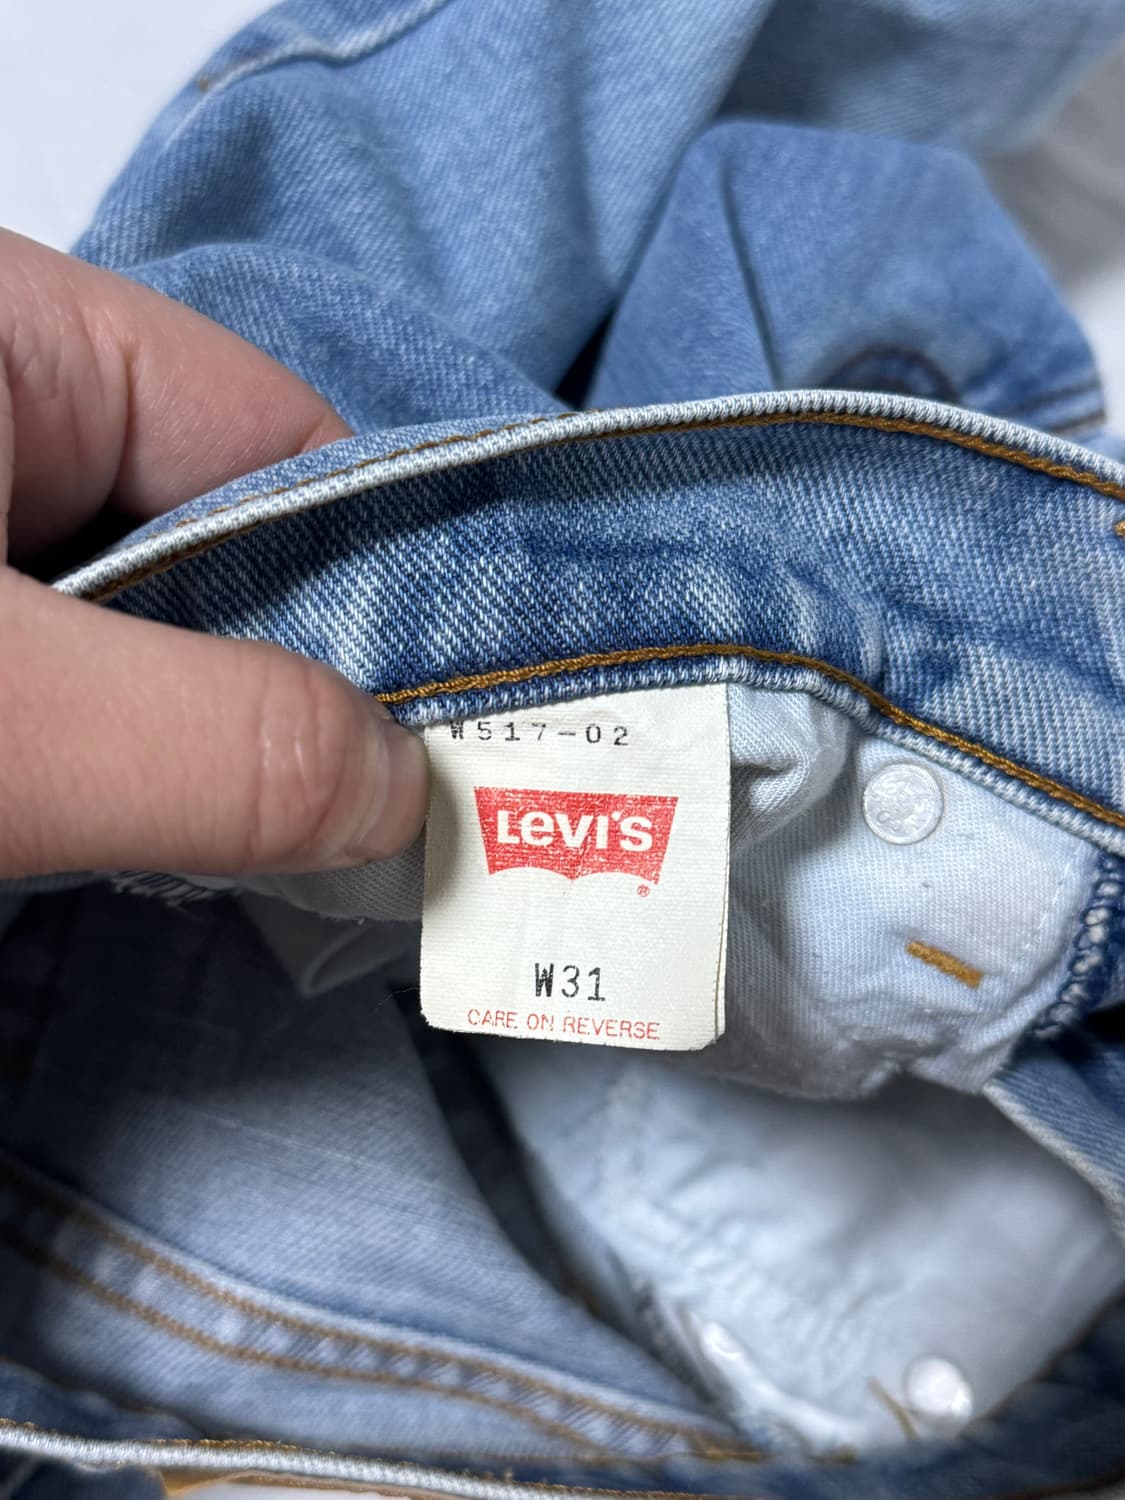 W517-02
Levi's
®
W31
CARE ON REVERSE